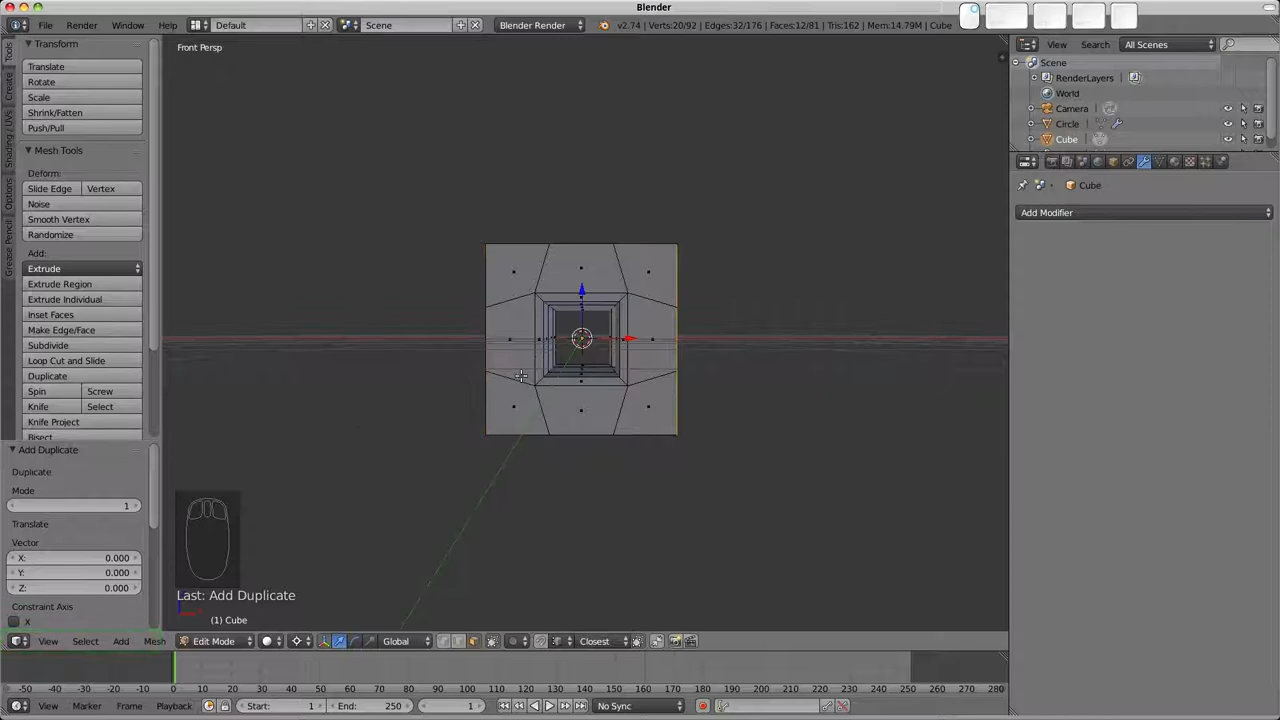 Blender
File Render Window Help Default Scene Blender Render v2.74 | Verts:20/92 | Edges:32/176 | Faces:12/81 | Tris:162 | Mem:14.79M | Cube
Tools
Create
Shading / UVs
Options
Grease Pencil
Transform
Translate
Rotate
Scale
Shrink/Fatten
Push/Pull
Mesh Tools
Deform:
Slide Edge Vertex
Noise
Smooth Vertex
Randomize
Add:
Extrude
Extrude Region
Extrude Individual
Inset Faces
Make Edge/Face
Subdivide
Loop Cut and Slide
Duplicate
Spin Screw
Knife Select
Knife Project
Bisect
Add Duplicate
Duplicate
Mode
1
Translate
Vector
X: 0.000
Y: 0.000
Z: 0.000
Constraint Axis
X
Front Persp
Last: Add Duplicate
(1) Cube
View Select Add Mesh Edit Mode Global Closest
View Search All Scenes
Scene
RenderLayers
World
Camera
Circle
Cube
Cube
Add Modifier
-50 -40 -30 -20 -10 0 10 20 30 40 50 60 70 80 90 100 110 120 130 140 150 160 170 180 190 200 210 220 230 240 250 260 270 280
View Marker Frame Playback Start: 1 End: 250 1 No Sync